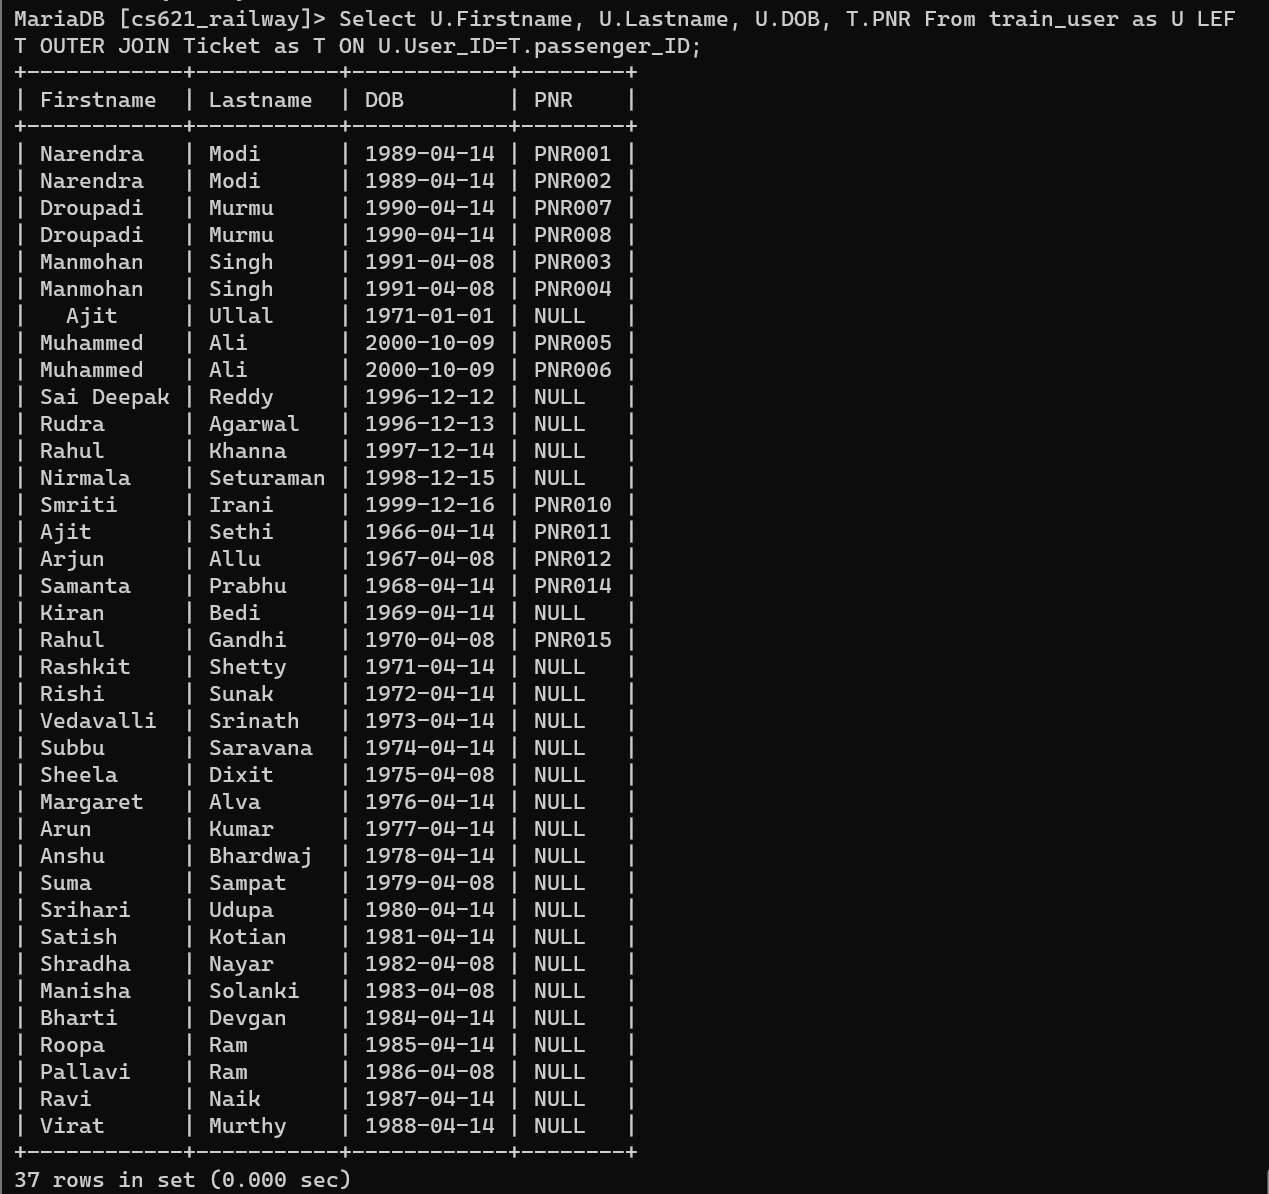 MariaDB [cs621_railway]> Select U.Firstname, U.Lastname, U.DOB, T.PNR From train_user as U LEF
T OUTER JOIN Ticket as T ON U.User_ID=T.passenger_ID;
+------------+-----------+------------+--------+
| Firstname  | Lastname  | DOB        | PNR    |
+------------+-----------+------------+--------+
| Narendra   | Modi      | 1989-04-14 | PNR001 |
| Narendra   | Modi      | 1989-04-14 | PNR002 |
| Droupadi   | Murmu     | 1990-04-14 | PNR007 |
| Droupadi   | Murmu     | 1990-04-14 | PNR008 |
| Manmohan   | Singh     | 1991-04-08 | PNR003 |
| Manmohan   | Singh     | 1991-04-08 | PNR004 |
|   Ajit     | Ullal     | 1971-01-01 | NULL   |
| Muhammed   | Ali       | 2000-10-09 | PNR005 |
| Muhammed   | Ali       | 2000-10-09 | PNR006 |
| Sai Deepak | Reddy     | 1996-12-12 | NULL   |
| Rudra      | Agarwal   | 1996-12-13 | NULL   |
| Rahul      | Khanna    | 1997-12-14 | NULL   |
| Nirmala    | Seturaman | 1998-12-15 | NULL   |
| Smriti     | Irani     | 1999-12-16 | PNR010 |
| Ajit       | Sethi     | 1966-04-14 | PNR011 |
| Arjun      | Allu      | 1967-04-08 | PNR012 |
| Samanta    | Prabhu    | 1968-04-14 | PNR014 |
| Kiran      | Bedi      | 1969-04-14 | NULL   |
| Rahul      | Gandhi    | 1970-04-08 | PNR015 |
| Rashkit    | Shetty    | 1971-04-14 | NULL   |
| Rishi      | Sunak     | 1972-04-14 | NULL   |
| Vedavalli  | Srinath   | 1973-04-14 | NULL   |
| Subbu      | Saravana  | 1974-04-14 | NULL   |
| Sheela     | Dixit     | 1975-04-08 | NULL   |
| Margaret   | Alva      | 1976-04-14 | NULL   |
| Arun       | Kumar     | 1977-04-14 | NULL   |
| Anshu      | Bhardwaj  | 1978-04-14 | NULL   |
| Suma       | Sampat    | 1979-04-08 | NULL   |
| Srihari    | Udupa     | 1980-04-14 | NULL   |
| Satish     | Kotian    | 1981-04-14 | NULL   |
| Shradha    | Nayar     | 1982-04-08 | NULL   |
| Manisha    | Solanki   | 1983-04-08 | NULL   |
| Bharti     | Devgan    | 1984-04-14 | NULL   |
| Roopa      | Ram       | 1985-04-14 | NULL   |
| Pallavi    | Ram       | 1986-04-08 | NULL   |
| Ravi       | Naik      | 1987-04-14 | NULL   |
| Virat      | Murthy    | 1988-04-14 | NULL   |
+------------+-----------+------------+--------+
37 rows in set (0.000 sec)